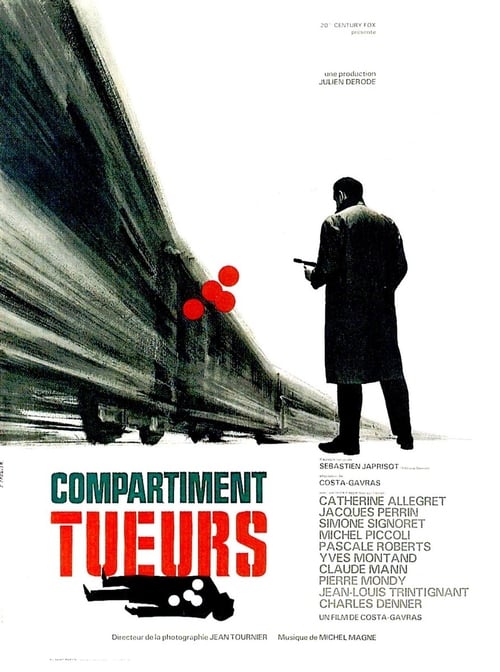 20TH CENTURY FOX
présente
une production
JULIEN DERODE
SEBASTIEN JAPRISOT
COSTA-GAVRAS
CATHERINE ALLEGRET
JACQUES PERRIN
SIMONE SIGNORET
MICHEL PICCOLI
PASCALE ROBERTS
YVES MONTAND
CLAUDE MANN
PIERRE MONDY
JEAN-LOUIS TRINTIGNANT
CHARLES DENNER
UN FILM DE COSTA-GAVRAS
COMPARTIMENT
TUEURS
Directeur de la photographie JEAN TOURNIER Musique de MICHEL MAGNE